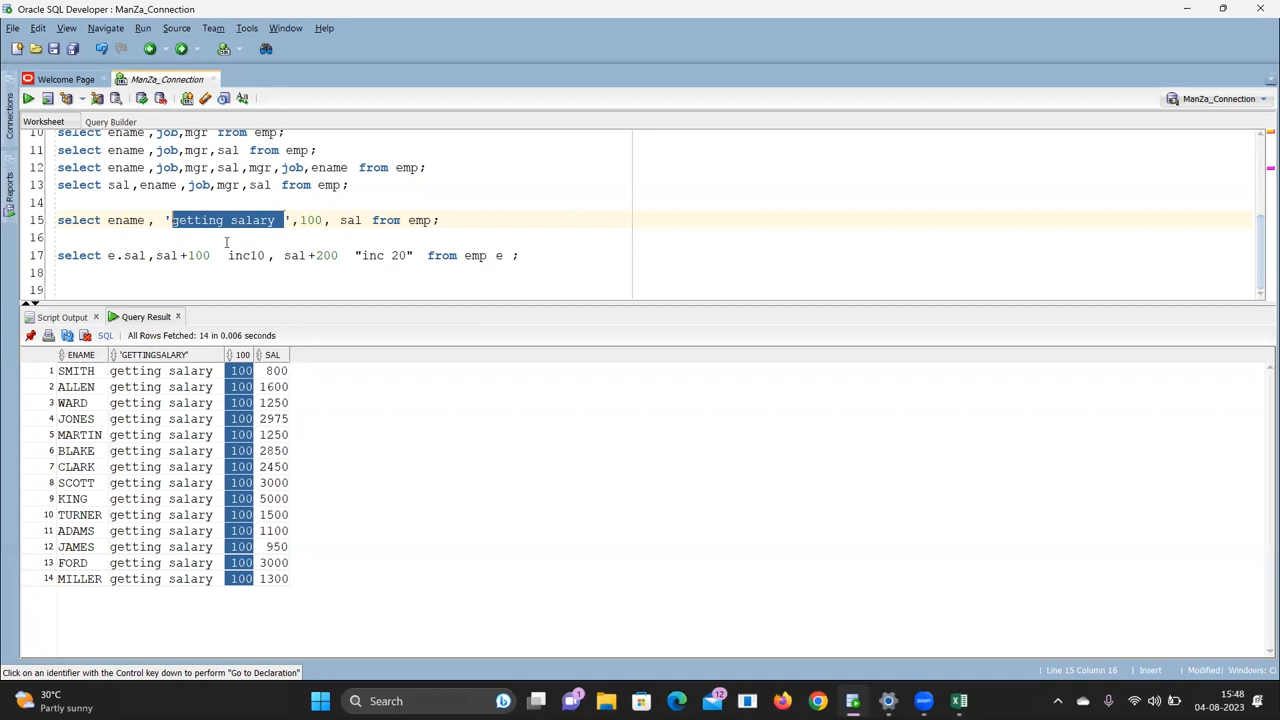 Oracle SQL Developer: ManZa_Connection
File Edit View Navigate Run Source Team Tools Window Help
Welcome Page ManZa_Connection
ManZa_Connection
Worksheet Query Builder
Connections
Reports
10 select ename,job,mgr from emp;
11 select ename,job,mgr,sal from emp;
12 select ename,job,mgr,sal,mgr,job,ename from emp;
13 select sal,ename,job,mgr,sal from emp;
14
15 select ename, 'getting salary ',100, sal from emp;
16
17 select e.sal,sal+100 inc10, sal+200 "inc 20" from emp e ;
18
19
Script Output Query Result
SQL All Rows Fetched: 14 in 0.006 seconds
ENAME 'GETTINGSALARY' 100 SAL
1 SMITH getting salary 100 800
2 ALLEN getting salary 100 1600
3 WARD getting salary 100 1250
4 JONES getting salary 100 2975
5 MARTIN getting salary 100 1250
6 BLAKE getting salary 100 2850
7 CLARK getting salary 100 2450
8 SCOTT getting salary 100 3000
9 KING getting salary 100 5000
10 TURNER getting salary 100 1500
11 ADAMS getting salary 100 1100
12 JAMES getting salary 100 950
13 FORD getting salary 100 3000
14 MILLER getting salary 100 1300
Click on an identifier with the Control key down to perform "Go to Declaration"
Line 15 Column 16 Insert Modified Windows: C
30°C
Partly sunny
Search
1
12
zoom
15:48
04-08-2023